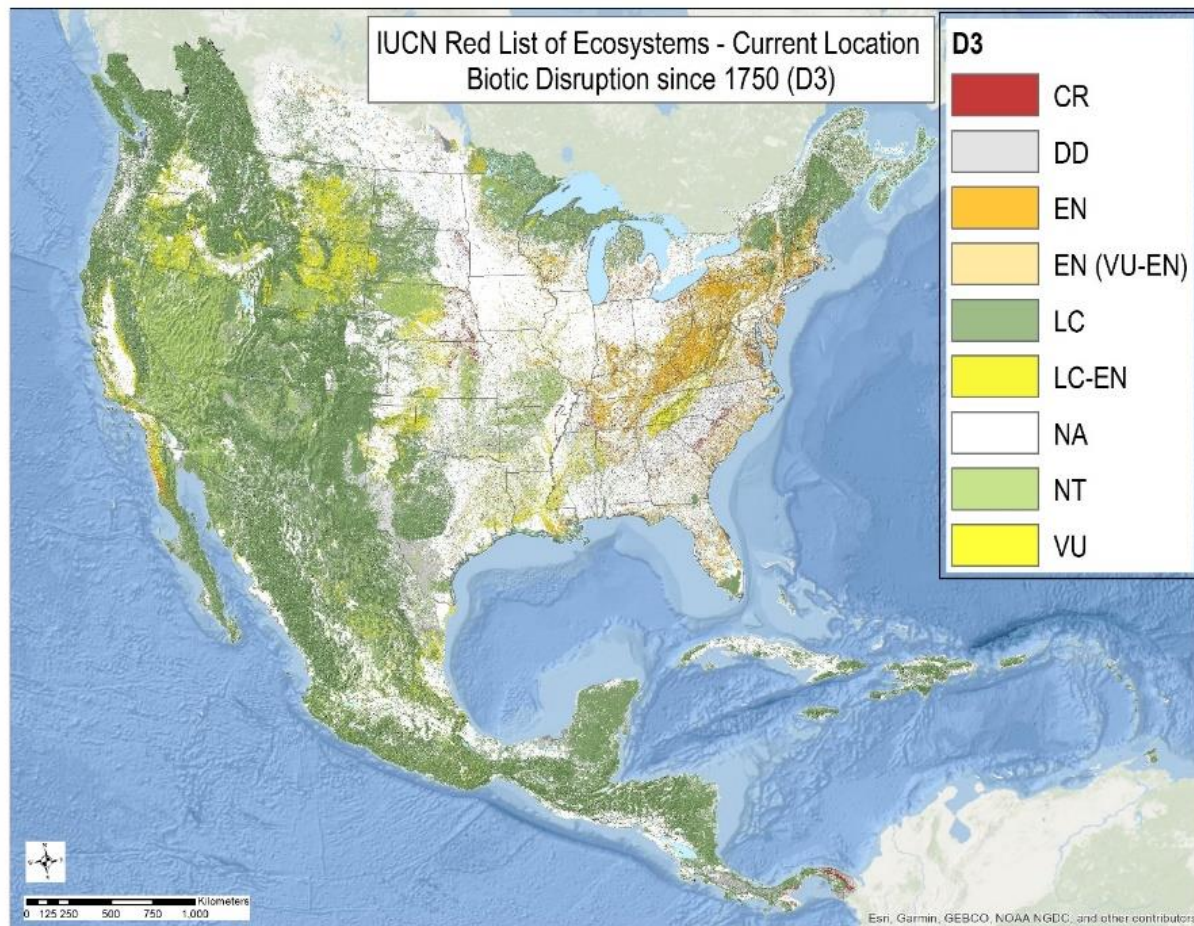 IUCN Red List of Ecosystems - Current Location
Biotic Disruption since 1750 (D3)
D3
CR
DD
EN
EN (VU-EN)
LC
LC-EN
NA
NT
VU
Kilometers
0 125 250 500 750 1,000
Esri, Garmin, GEBCO, NOAA NGDC, and other contributors